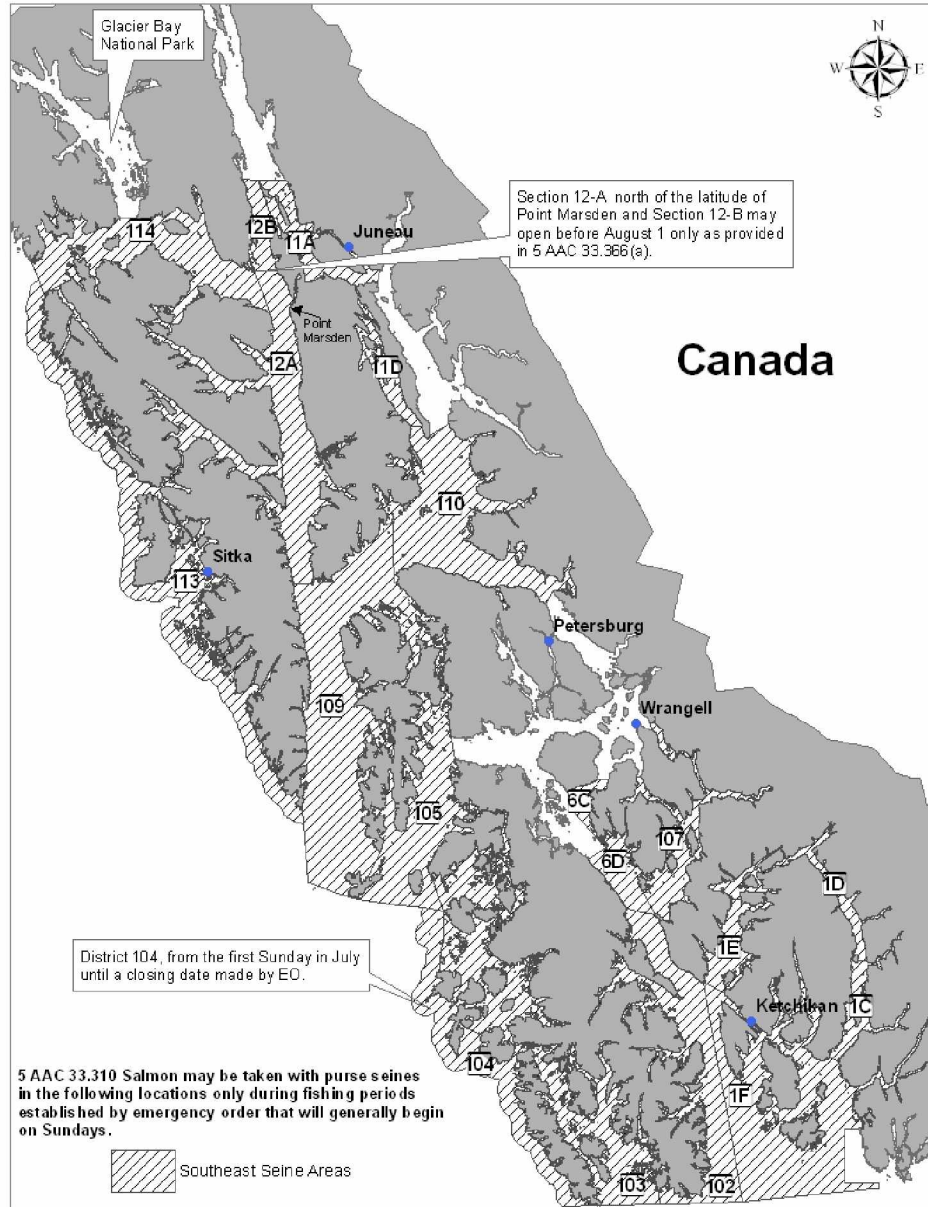 Glacier Bay
National Park
N
W
E
S
Section 12-A north of the latitude of
Point Marsden and Section 12-B may
open before August 1 only as provided
in 5 AAC 33.366(a).
114
12B
11A
Juneau
Point
Marsden
12A
11D
Canada
110
Sitka
113
Petersburg
109
Wrangell
6C
105
107
6D
1D
1E
District 104, from the first Sunday in July
until a closing date made by EO.
Ketchikan
1C
104
5 AAC 33.310 Salmon may be taken with purse seines
in the following locations only during fishing periods
established by emergency order that will generally begin
on Sundays.
1F
Southeast Seine Areas
103
102